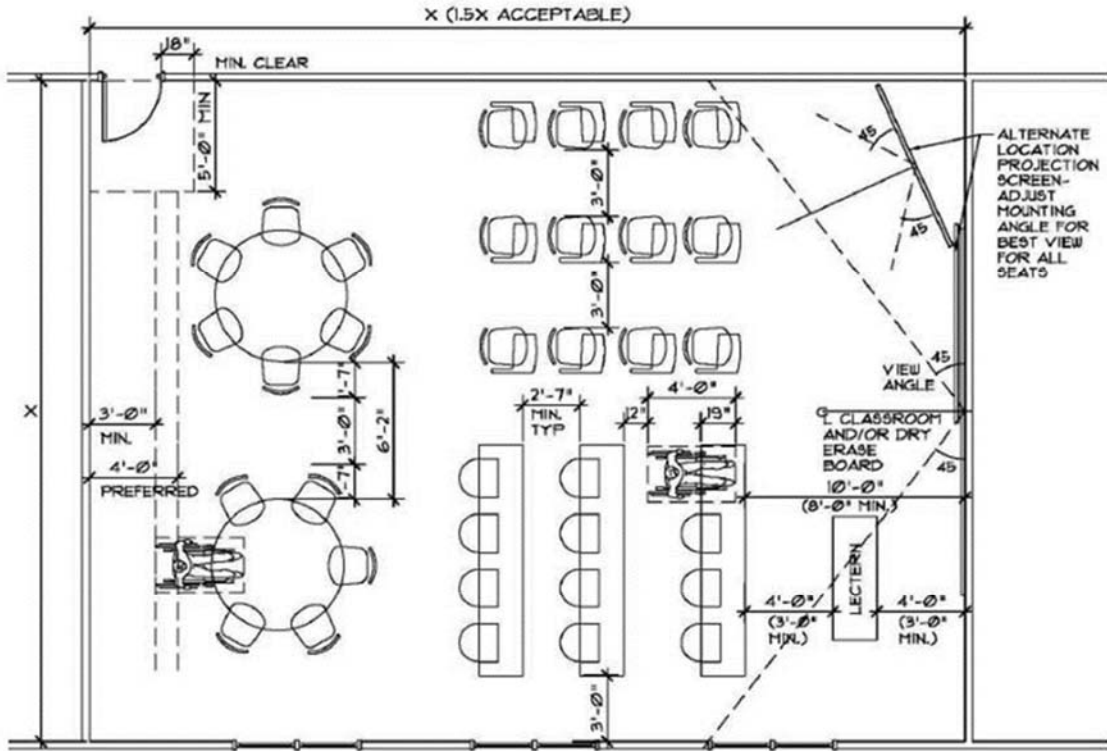 X (1.5X ACCEPTABLE)
18"
MIN. CLEAR
5'-0" MIN
45
45
ALTERNATE
LOCATION
PROJECTION
SCREEN-
ADJUST
MOUNTING
ANGLE FOR
BEST VIEW
FOR ALL
SEATS
3'-0"
3'-0"
X
3'-0"
MIN.
4'-0"
PREFERRED
1'-7"
3'-0"
6'-2"
-7"
2'-7"
MIN.
TYP
12"
4'-0"
19"
VIEW
ANGLE
45
C
L CLASSROOM
AND/OR DRY
ERASE
BOARD
45
10'-0"
(8'-0" MIN.)
LECTERN
4'-0"/
(3'-0"
MIN.)
4'-0"
(3'-0"
MIN.)
3'-0"